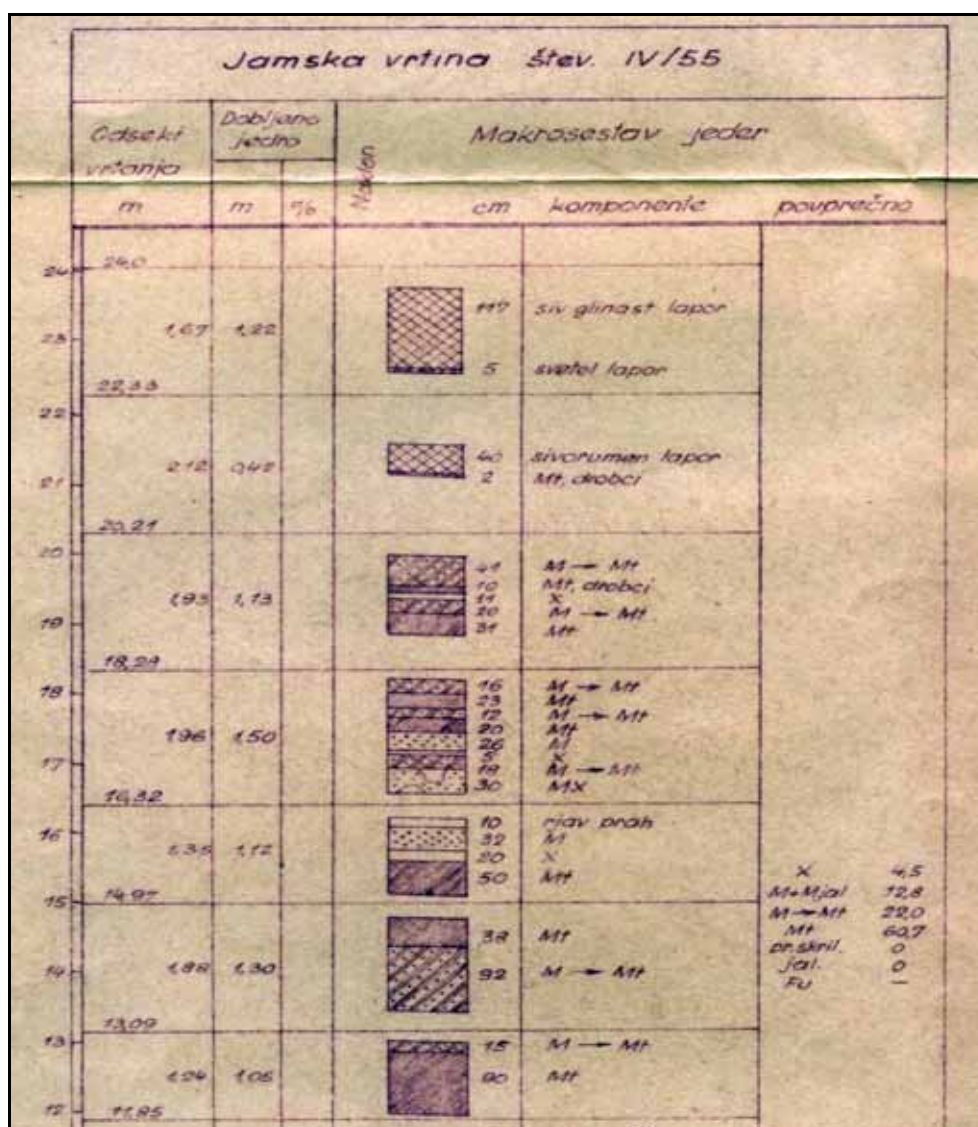 Jamska vrtina štev. IV/55
Odseki vrtanja
Dobljeno jedro
Naklon
Makrosestav jeder
m
m
%
cm
komponente
povprečno
24
24,0
23
1,67 1,22
117 siv glinast lapor
5 svetel lapor
22,33
22
2,12 0,42
40 sivorumen lapor
2 Mt, drobci
21
20,21
20
41 M → Mt
10 Mt, drobci
1,93 1,13
11 X
20 M → Mt
31 Mt
19
18,28
18
16 M → Mt
23 Mt
12 M → Mt
1,96 1,50
20 Mt
26 M
5 X
17
18 M → Mt
30 MX
16,32
16
10 rjav prah
32 M
1,35 1,12
20 X
50 Mt
14,97
15
X 4,5
M+Mjal 12,8
M → Mt 22,0
Mt 60,7
pr. skril. 0
jal. 0
Fu —
38 Mt
14
1,88 1,30
92 M → Mt
13,09
13
15 M → Mt
1,24 1,05
90 Mt
12
11,85